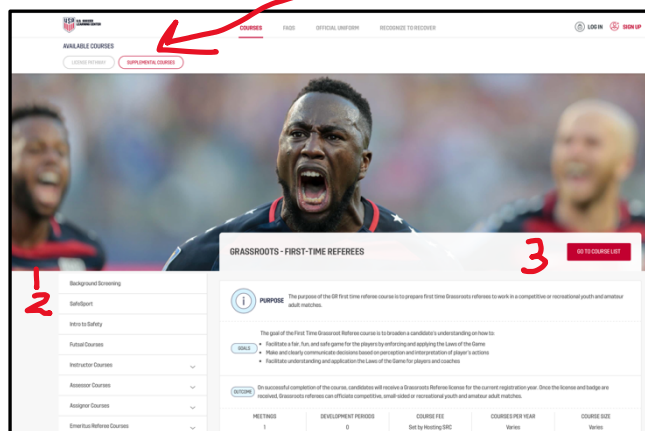 U.S. SOCCER
LEARNING CENTER
COURSES
FAQS
OFFICIAL UNIFORM
RECOGNIZE TO RECOVER
LOG IN
SIGN UP
AVAILABLE COURSES
LICENSE PATHWAY
SUPPLEMENTAL COURSES
GRASSROOTS - FIRST-TIME REFEREES
3
GO TO COURSE LIST
2
Background Screening
SafeSport
Intro to Safety
Futsal Courses
Instructor Courses
Assessor Courses
Assignor Courses
Emeritus Referee Courses
i
PURPOSE
The purpose of the GR first time referee course is to prepare first time Grassroots referees to work in a competitive or recreational youth and amateur
adult matches.
The goal of the First Time Grassroot Referee course is to broaden a candidate's understanding on how to:
GOALS
• Facilitate a fair, fun, and safe game for the players by enforcing and applying the Laws of the Game
• Make and clearly communicate decisions based on perception and interpretation of player's actions
• Facilitate understanding and application the Laws of the Game for players and coaches
OUTCOME
On successful completion of the course, candidates will receive a Grassroots Referee license for the current registration year. Once the license and badge are
received, Grassroots referees can officiate competitive, small-sided or recreational youth and amateur adult matches.
MEETINGS
DEVELOPMENT PERIODS
COURSE FEE
COURSES PER YEAR
COURSE SIZE
1
0
Set by Hosting SRC
Varies
Varies